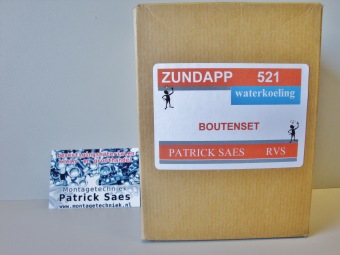 ZUNDAPP 521
waterkoeling
BOUTENSET
PATRICK SAES RVS
Montagetechniek
Patrick Saes
www.montagetechniek.nl